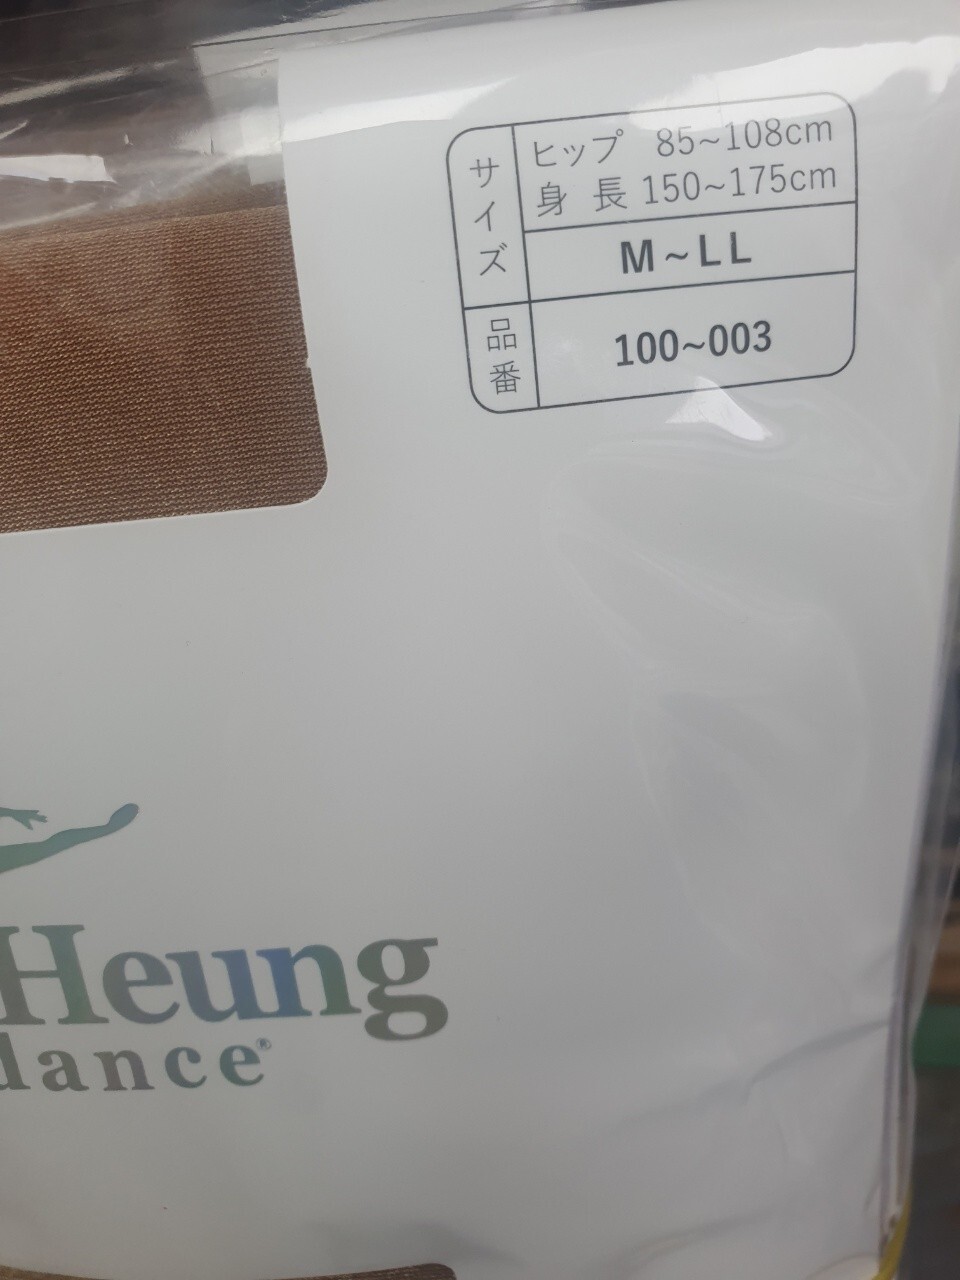 サイズ
ヒップ 85~108cm
身長 150~175cm
M~LL
品番
100~003
Heung
dance®